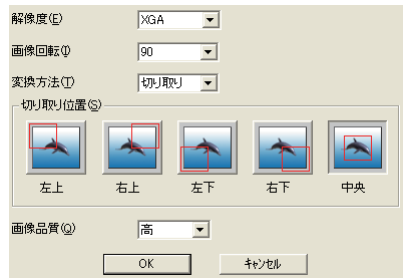 解像度(E) XGA
画像回転(I) 90
変換方法(T) 切り取り
切り取り位置(S)
左上 右上 左下 右下 中央
画像品質(Q) 高
OK キャンセル